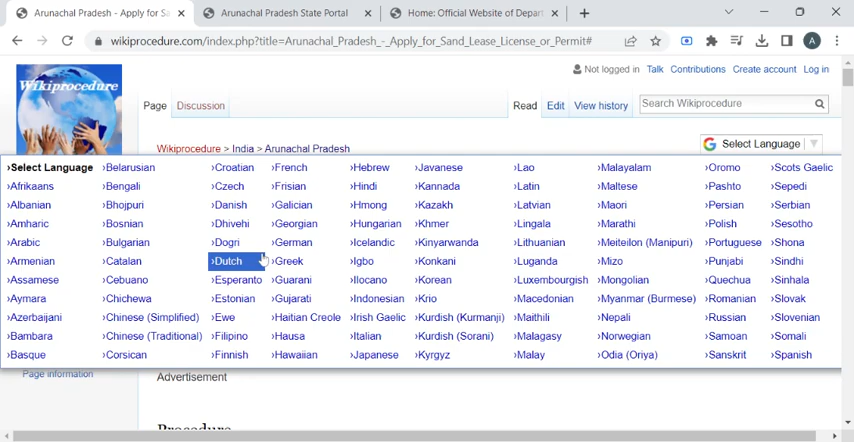 Arunachal Pradesh - Apply for Sa
Arunachal Pradesh State Portal
Home: Official Website of Depart
wikiprocedure.com/index.php?title=Arunachal_Pradesh_-_Apply_for_Sand_Lease_License_or_Permit#
A
Not logged in Talk Contributions Create account Log in
Wikiprocedure
Page Discussion Read Edit View history Search Wikiprocedure
Wikiprocedure > India > Arunachal Pradesh
G Select Language
›Select Language ›Belarusian ›Croatian ›French ›Hebrew ›Javanese ›Lao ›Malayalam ›Oromo ›Scots Gaelic
›Afrikaans ›Bengali ›Czech ›Frisian ›Hindi ›Kannada ›Latin ›Maltese ›Pashto ›Sepedi
›Albanian ›Bhojpuri ›Danish ›Galician ›Hmong ›Kazakh ›Latvian ›Maori ›Persian ›Serbian
›Amharic ›Bosnian ›Dhivehi ›Georgian ›Hungarian ›Khmer ›Lingala ›Marathi ›Polish ›Sesotho
›Arabic ›Bulgarian ›Dogri ›German ›Icelandic ›Kinyarwanda ›Lithuanian ›Meiteilon (Manipuri) ›Portuguese ›Shona
›Armenian ›Catalan ›Dutch ›Greek ›Igbo ›Konkani ›Luganda ›Mizo ›Punjabi ›Sindhi
›Assamese ›Cebuano ›Esperanto ›Guarani ›Ilocano ›Korean ›Luxembourgish ›Mongolian ›Quechua ›Sinhala
›Aymara ›Chichewa ›Estonian ›Gujarati ›Indonesian ›Krio ›Macedonian ›Myanmar (Burmese) ›Romanian ›Slovak
›Azerbaijani ›Chinese (Simplified) ›Ewe ›Haitian Creole ›Irish Gaelic ›Kurdish (Kurmanji) ›Maithili ›Nepali ›Russian ›Slovenian
›Bambara ›Chinese (Traditional) ›Filipino ›Hausa ›Italian ›Kurdish (Sorani) ›Malagasy ›Norwegian ›Samoan ›Somali
›Basque ›Corsican ›Finnish ›Hawaiian ›Japanese ›Kyrgyz ›Malay ›Odia (Oriya) ›Sanskrit ›Spanish
Page information
Advertisement
Procedure